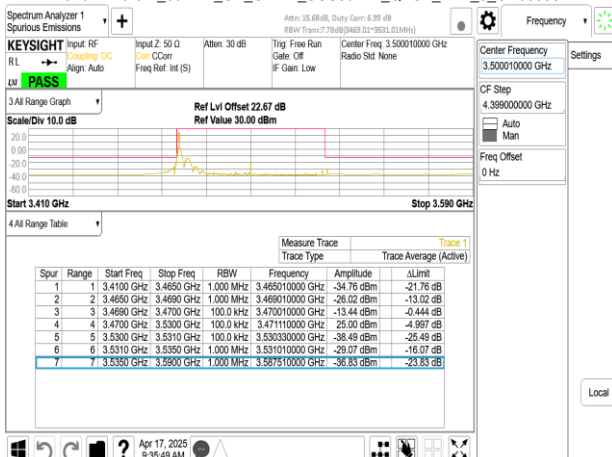 Spectrum Analyzer 1
Spurious Emissions
+
Attn: 15.68dB, Duty Corr: 6.99 dB
RBW Trans:7.78dB(3469.01~3531.01MHz)
Frequency
KEYSIGHT
RL
PASS
Input: RF
Coupling: DC
Align: Auto
Input Z: 50 Ω
Corr CCorr
Freq Ref: Int (S)
Atten: 30 dB
Trig: Free Run
Gate: Off
IF Gain: Low
Center Freq: 3.500010000 GHz
Radio Std: None
Center Frequency
3.500010000 GHz
Settings
CF Step
4.399000000 GHz
Auto
Man
Freq Offset
0 Hz
3 All Range Graph
Scale/Div 10.0 dB
Ref Lvl Offset 22.67 dB
Ref Value 30.00 dBm
20.0
0.00
-20.0
-40.0
-60.0
Start 3.410 GHz
Stop 3.590 GHz
4 All Range Table
Measure Trace Trace 1
Trace Type Trace Average (Active)
Spur Range Start Freq Stop Freq RBW Frequency Amplitude ΔLimit
1 1 3.4100 GHz 3.4650 GHz 1.000 MHz 3.465010000 GHz -34.76 dBm -21.76 dB
2 2 3.4650 GHz 3.4690 GHz 1.000 MHz 3.469010000 GHz -26.02 dBm -13.02 dB
3 3 3.4690 GHz 3.4700 GHz 100.0 kHz 3.470010000 GHz -13.44 dBm -0.444 dB
4 4 3.4700 GHz 3.5300 GHz 100.0 kHz 3.471110000 GHz 25.00 dBm -4.997 dB
5 5 3.5300 GHz 3.5310 GHz 100.0 kHz 3.530330000 GHz -38.49 dBm -25.49 dB
6 6 3.5310 GHz 3.5350 GHz 1.000 MHz 3.531010000 GHz -29.07 dBm -16.07 dB
7 7 3.5350 GHz 3.5900 GHz 1.000 MHz 3.587510000 GHz -36.83 dBm -23.83 dB
Local
?
Apr 17, 2025
9:35:49 AM